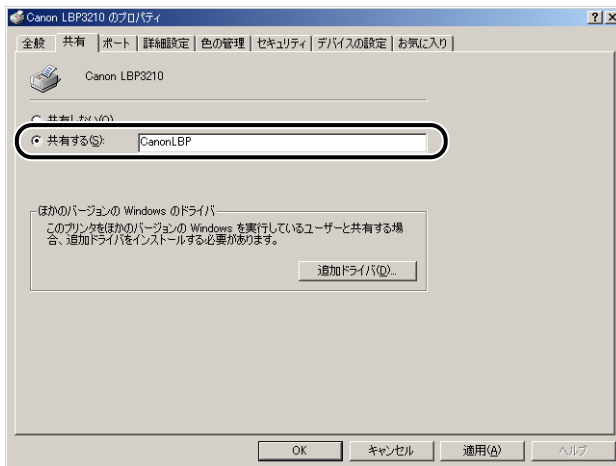 Canon LBP3210 のプロパティ
全般 共有 ポート 詳細設定 色の管理 セキュリティ デバイスの設定 お気に入り
Canon LBP3210
共有しない(O)
共有する(S): CanonLBP
ほかのバージョンの Windows のドライバ
このプリンタをほかのバージョンの Windows を実行しているユーザーと共有する場
合、追加ドライバをインストールする必要があります。
追加ドライバ(D)...
OK キャンセル 適用(A) ヘルプ